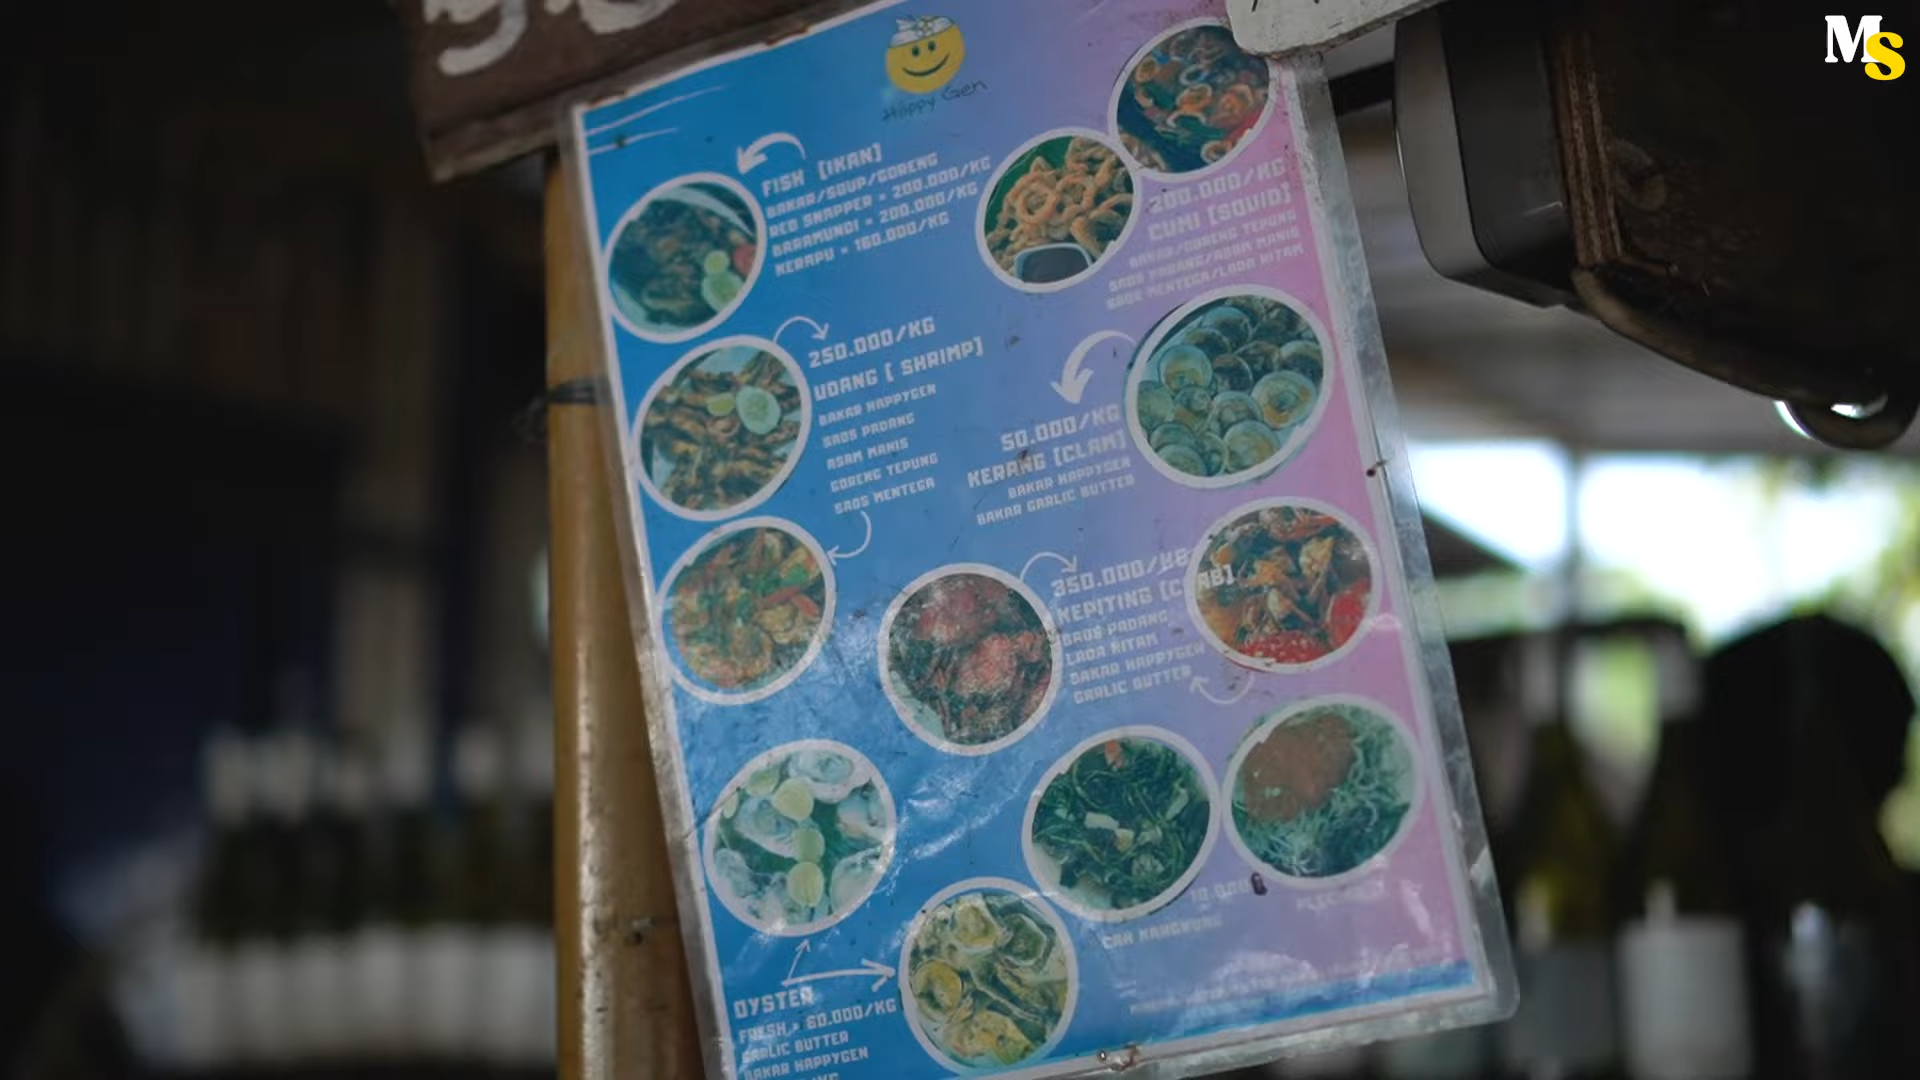 MS
Happy Gen
FISH [IKAN]
BAKAR/SOUP/GORENG
RED SNAPPER = 200.000/KG
BARAMUNDI = 200.000/KG
KERAPU = 160.000/KG
200.000/KG
CUMI [SQUID]
BAKAR/GORENG TEPUNG
SAOS PADANG/ASAM MANIS
SAOS MENTEGA/LADA HITAM
250.000/KG
UDANG [ SHRIMP]
BAKAR HAPPYGEN
SAOS PADANG
ASAM MANIS
GORENG TEPUNG
SAOS MENTEGA
50.000/KG
KERANG [CLAM]
BAKAR HAPPYGEN
BAKAR GARLIC BUTTER
350.000/KG
KEPITING [C AB]
SAOS PADANG
LADA HITAM
BAKAR HAPPYGEN
GARLIC BUTTER
CAH KANGKUNG
OYSTER
FRESH = 60.000/KG
GARLIC BUTTER
BAKAR HAPPYGEN